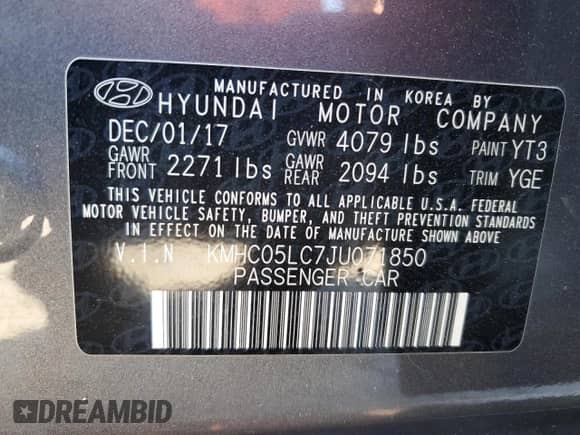 MANUFACTURED IN KOREA BY
HYUNDAI MOTOR COMPANY
DEC/01/17 GVWR 4079 lbs PAINT YT3
GAWR FRONT 2271 lbs GAWR REAR 2094 lbs TRIM YGE
THIS VEHICLE CONFORMS TO ALL APPLICABLE U.S.A. FEDERAL
MOTOR VEHICLE SAFETY, BUMPER, AND THEFT PREVENTION STANDARDS
IN EFFECT ON THE DATE OF MANUFACTURE SHOWN ABOVE
V.I.N KMHC05LC7JU071850
PASSENGER CAR
DREAMBID